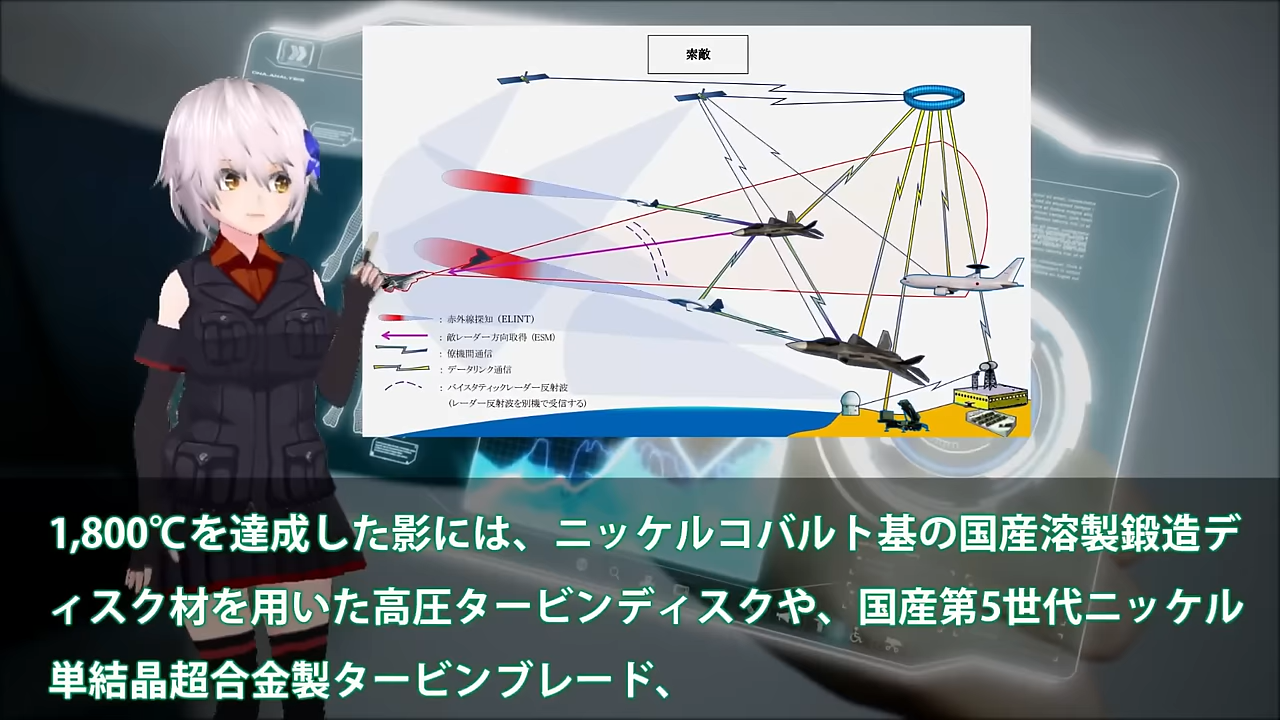 DNA.ANALYSIS
索敵
: 赤外線探知 (ELINT)
: 敵レーダー方向取得 (ESM)
: 僚機間通信
: データリンク通信
: バイスタティックレーダー反射波
(レーダー反射波を別機で受信する)
1,800℃を達成した影には、ニッケルコバルト基の国産溶製鍛造デ
ィスク材を用いた高圧タービンディスクや、国産第5世代ニッケル
単結晶超合金製タービンブレード、